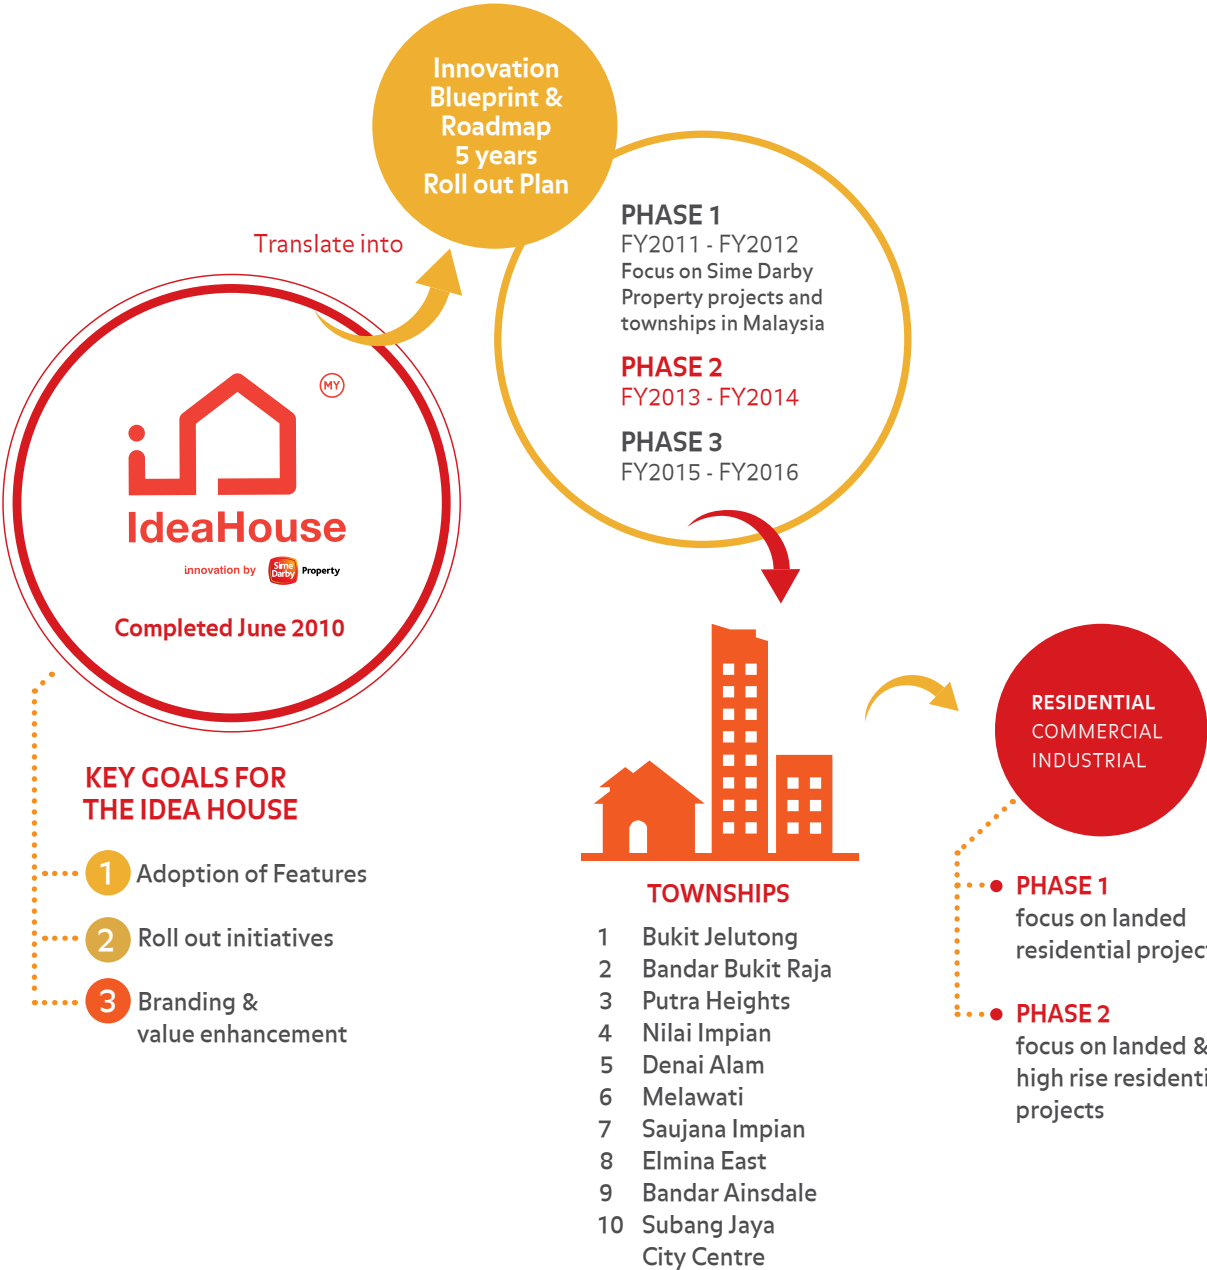 Innovation
Blueprint &
Roadmap
5 years
Roll out Plan
Translate into
PHASE 1
FY2011 - FY2012
Focus on Sime Darby
Property projects and
townships in Malaysia
PHASE 2
FY2013 - FY2014
PHASE 3
FY2015 - FY2016
MY
IdeaHouse
innovation by Sime Darby Property
Completed June 2010
KEY GOALS FOR
THE IDEA HOUSE
1 Adoption of Features
2 Roll out initiatives
3 Branding &
value enhancement
TOWNSHIPS
1 Bukit Jelutong
2 Bandar Bukit Raja
3 Putra Heights
4 Nilai Impian
5 Denai Alam
6 Melawati
7 Saujana Impian
8 Elmina East
9 Bandar Ainsdale
10 Subang Jaya
City Centre
RESIDENTIAL
COMMERCIAL
INDUSTRIAL
PHASE 1
focus on landed
residential projec
PHASE 2
focus on landed &
high rise residenti
projects